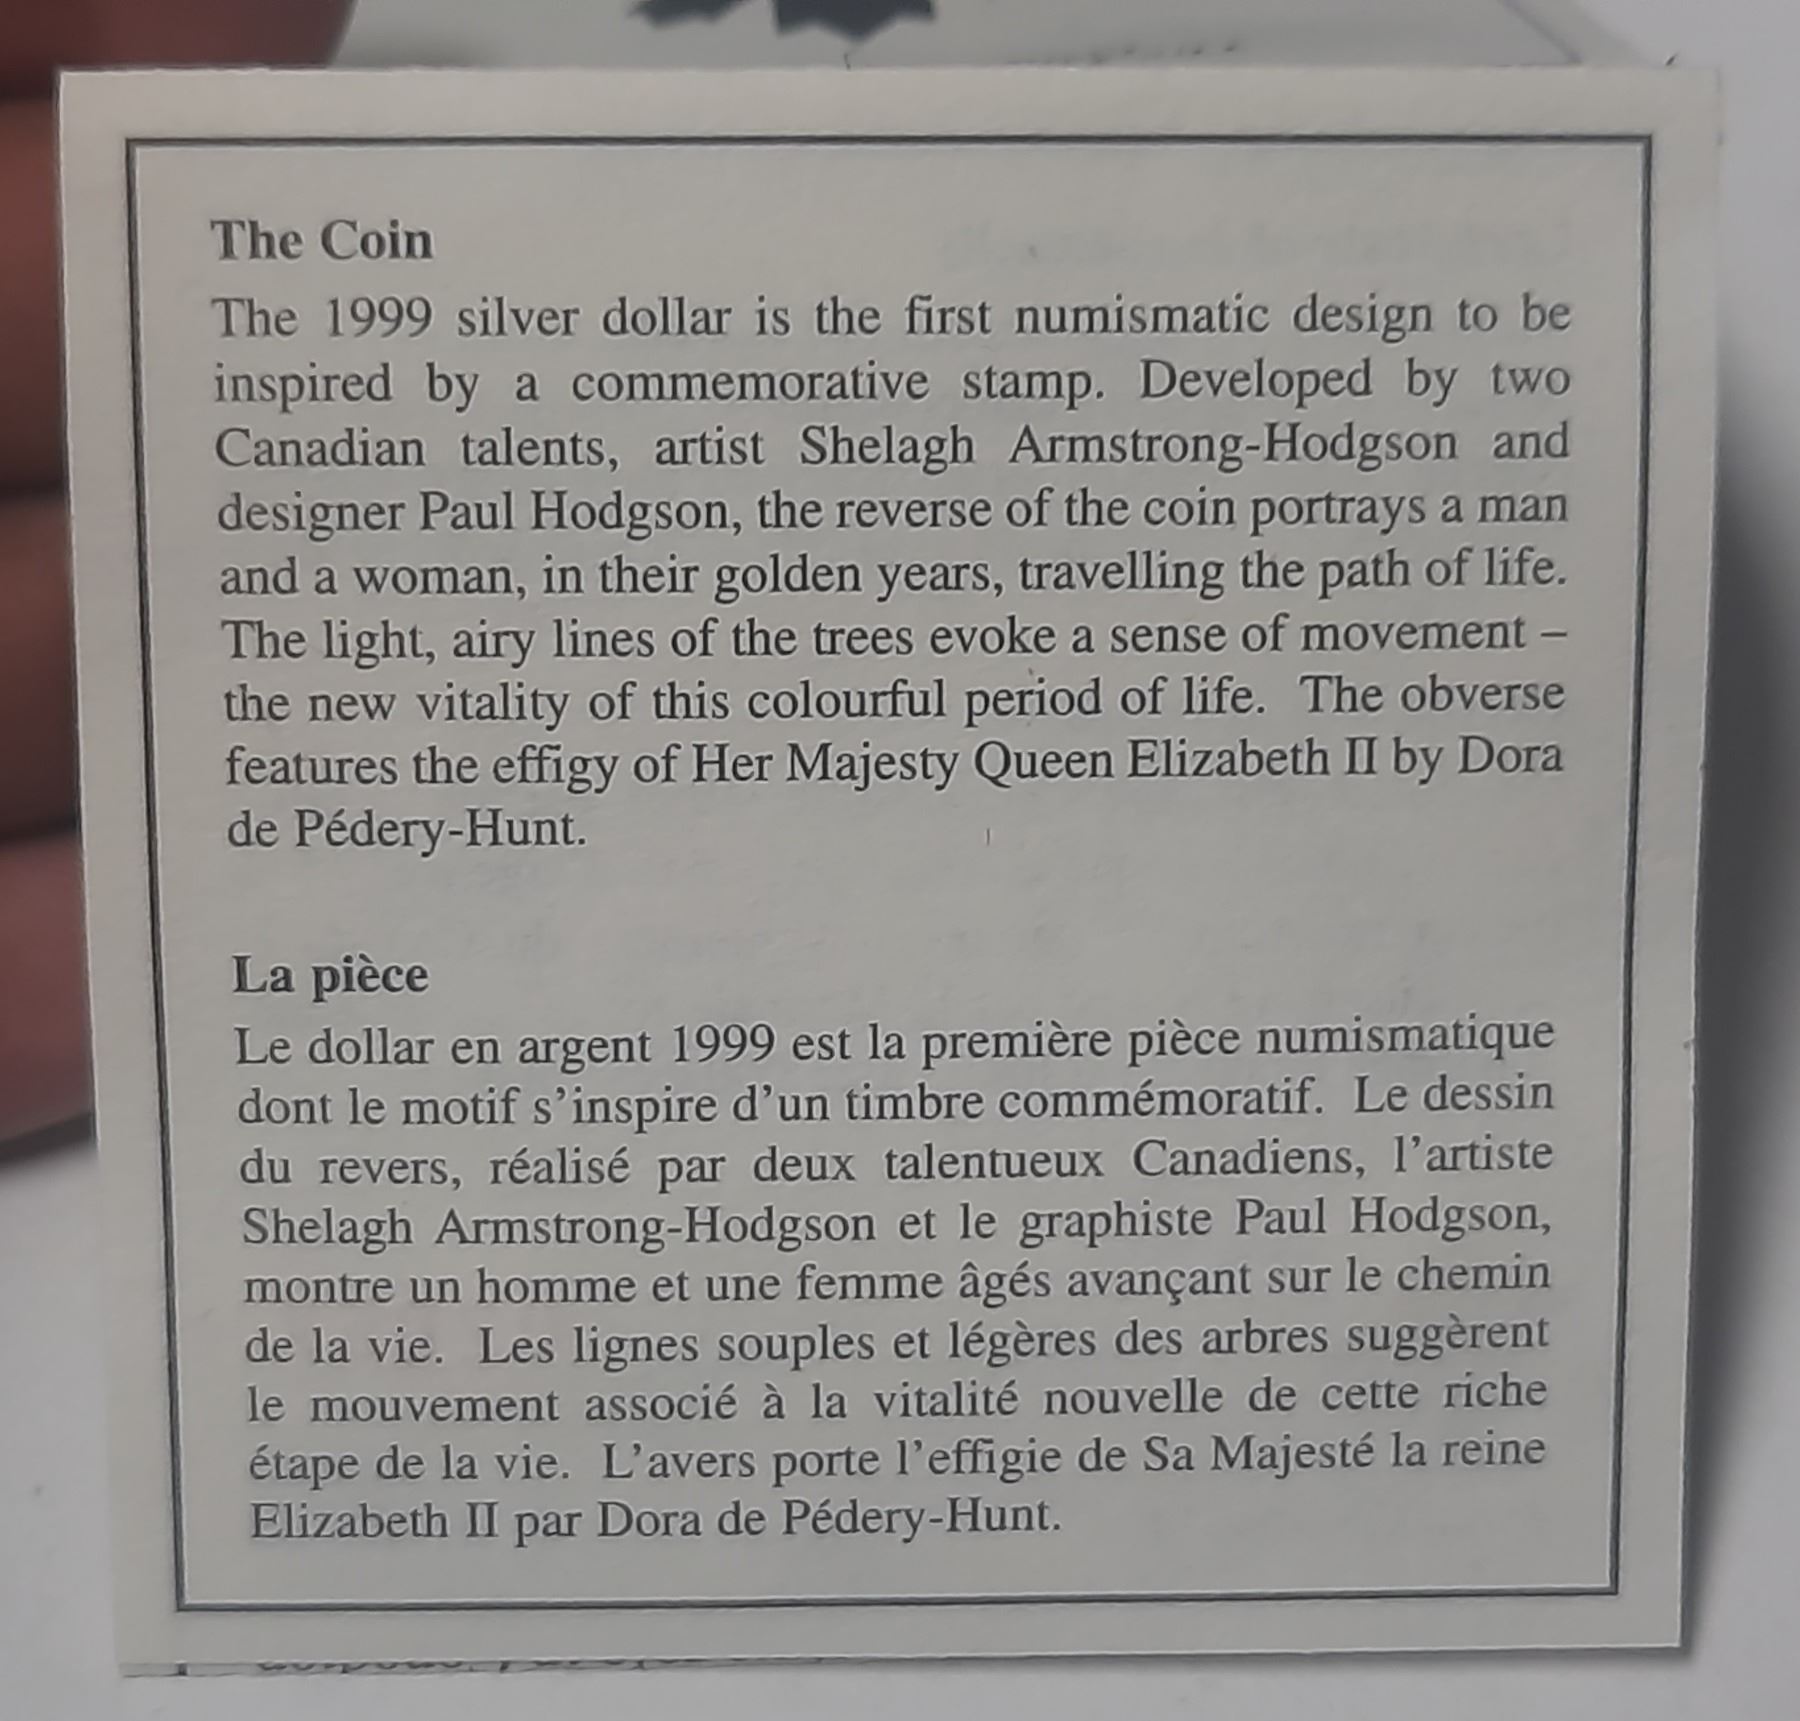 The Coin
The 1999 silver dollar is the first numismatic design to be
inspired by a commemorative stamp. Developed by two
Canadian talents, artist Shelagh Armstrong-Hodgson and
designer Paul Hodgson, the reverse of the coin portrays a man
and a woman, in their golden years, travelling the path of life.
The light, airy lines of the trees evoke a sense of movement –
the new vitality of this colourful period of life. The obverse
features the effigy of Her Majesty Queen Elizabeth II by Dora
de Pédery-Hunt.
La pièce
Le dollar en argent 1999 est la première pièce numismatique
dont le motif s'inspire d'un timbre commémoratif. Le dessin
du revers, réalisé par deux talentueux Canadiens, l'artiste
Shelagh Armstrong-Hodgson et le graphiste Paul Hodgson,
montre un homme et une femme âgés avançant sur le chemin
de la vie. Les lignes souples et légères des arbres suggèrent
le mouvement associé à la vitalité nouvelle de cette riche
étape de la vie. L'avers porte l'effigie de Sa Majesté la reine
Elizabeth II par Dora de Pédery-Hunt.